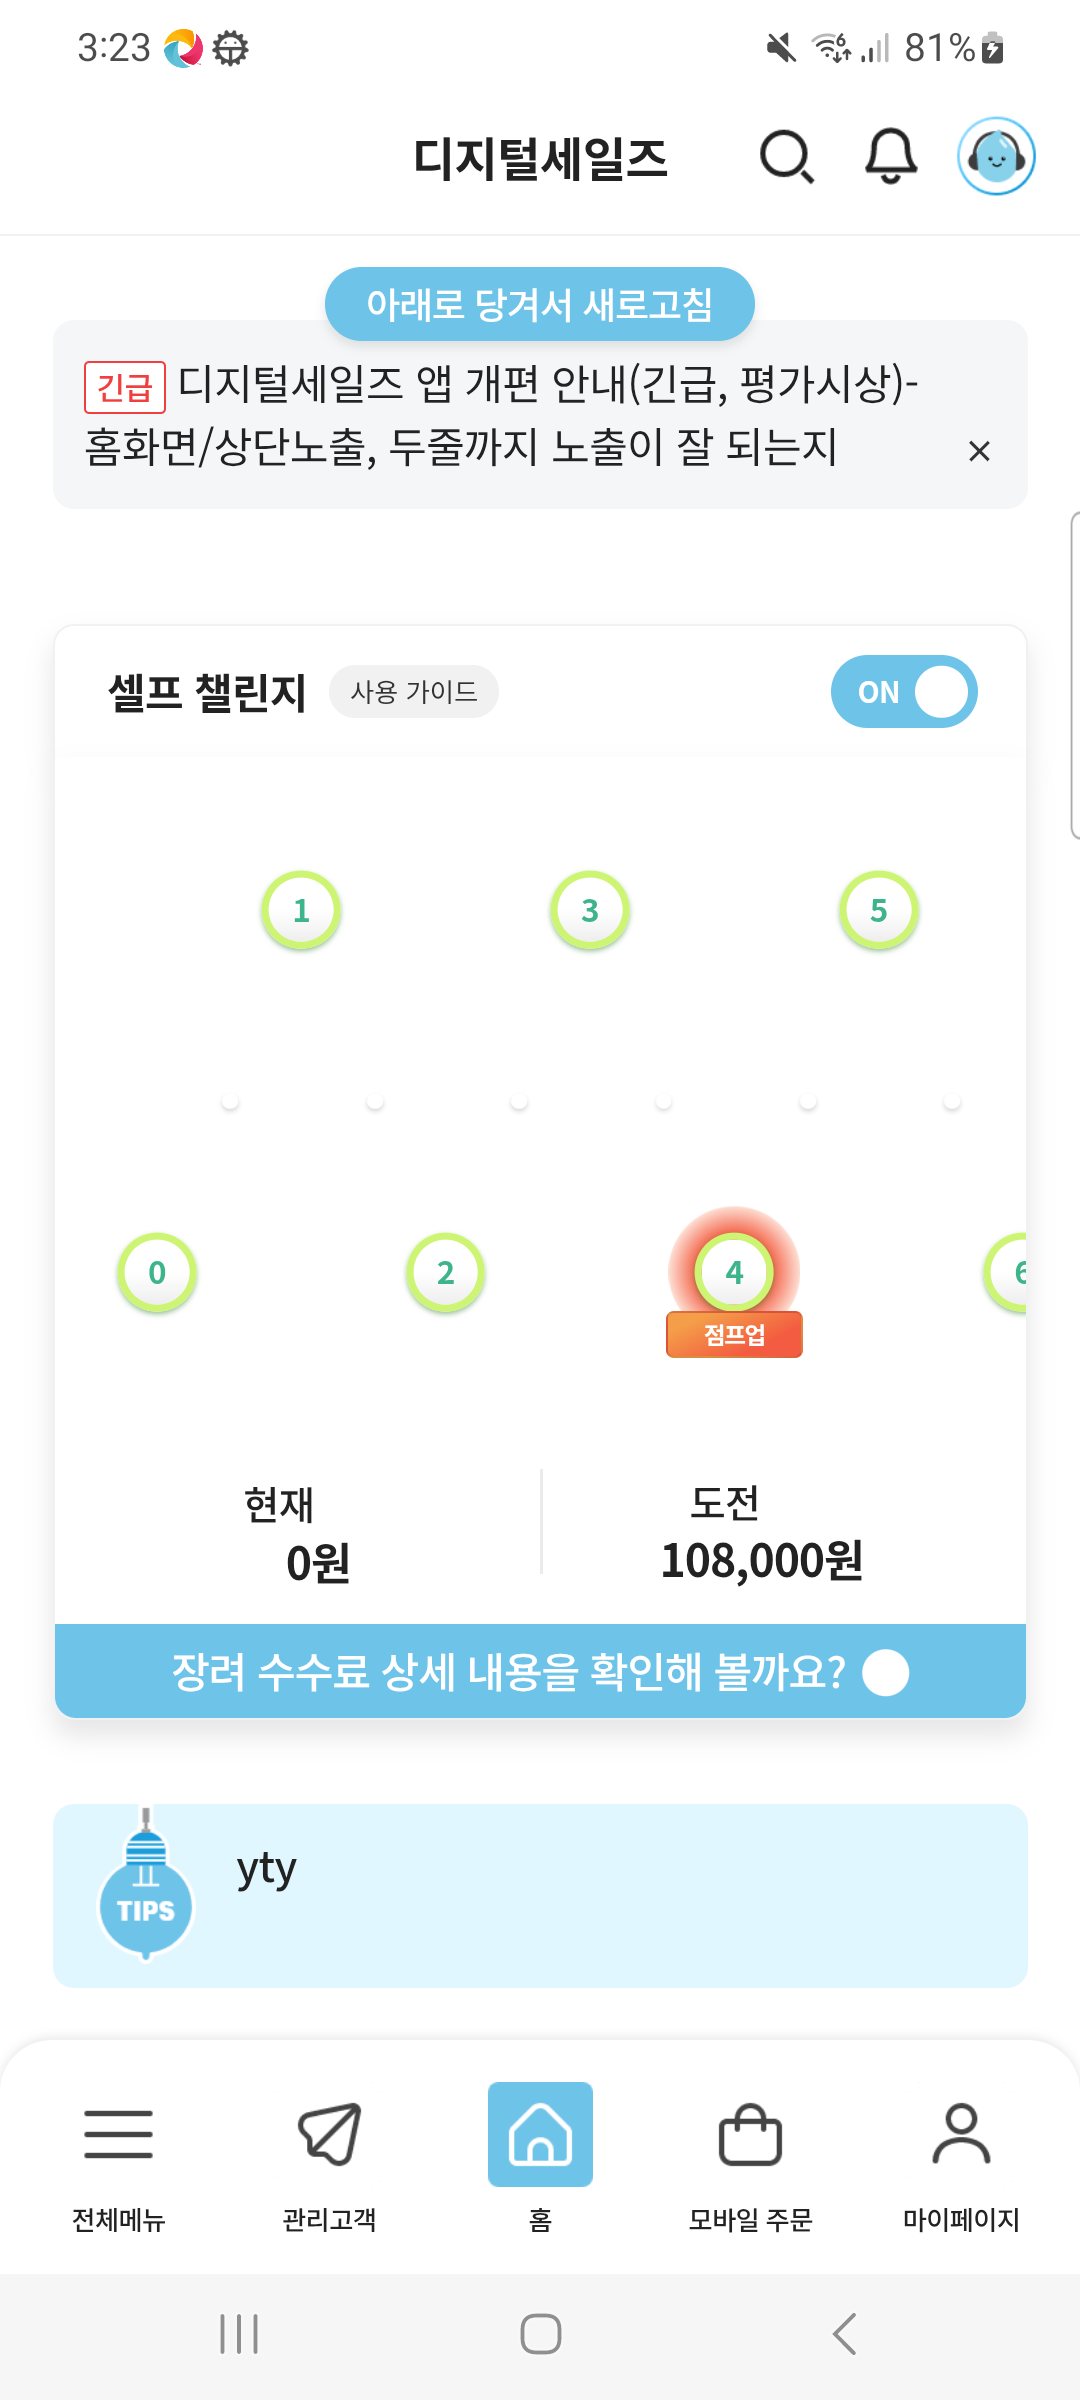 3:23
81%
디지털세일즈
아래로 당겨서 새로고침
긴급 디지털세일즈 앱 개편 안내(긴급, 평가시상)-
홈화면/상단노출, 두줄까지 노출이 잘 되는지
셀프 챌린지 사용 가이드 ON
1 3 5
0 2 4 6
점프업
현재 도전
0원 108,000원
장려 수수료 상세 내용을 확인해 볼까요?
TIPS yty
전체메뉴 관리고객 홈 모바일 주문 마이페이지